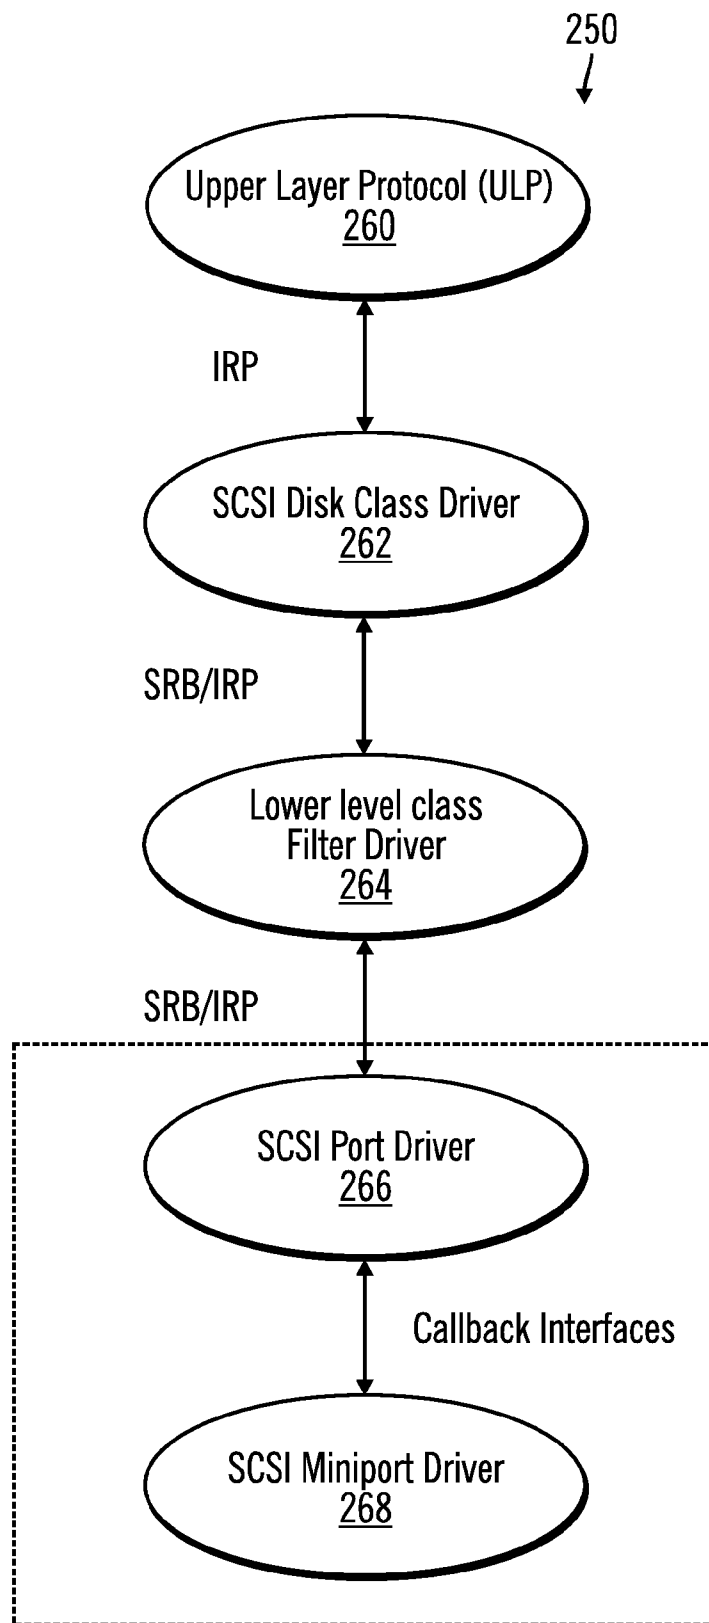 250
Upper Layer Protocol (ULP)
260
IRP
SCSI Disk Class Driver
262
SRB/IRP
Lower level class
Filter Driver
264
SRB/IRP
SCSI Port Driver
266
Callback Interfaces
SCSI Miniport Driver
268